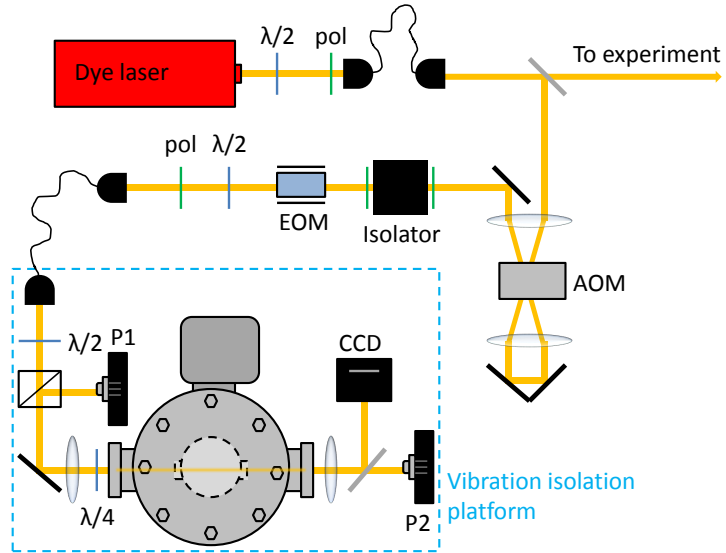 λ/2
pol
Dye laser
To experiment
pol
λ/2
EOM
Isolator
AOM
λ/2
P1
CCD
λ/4
P2
Vibration isolation
platform